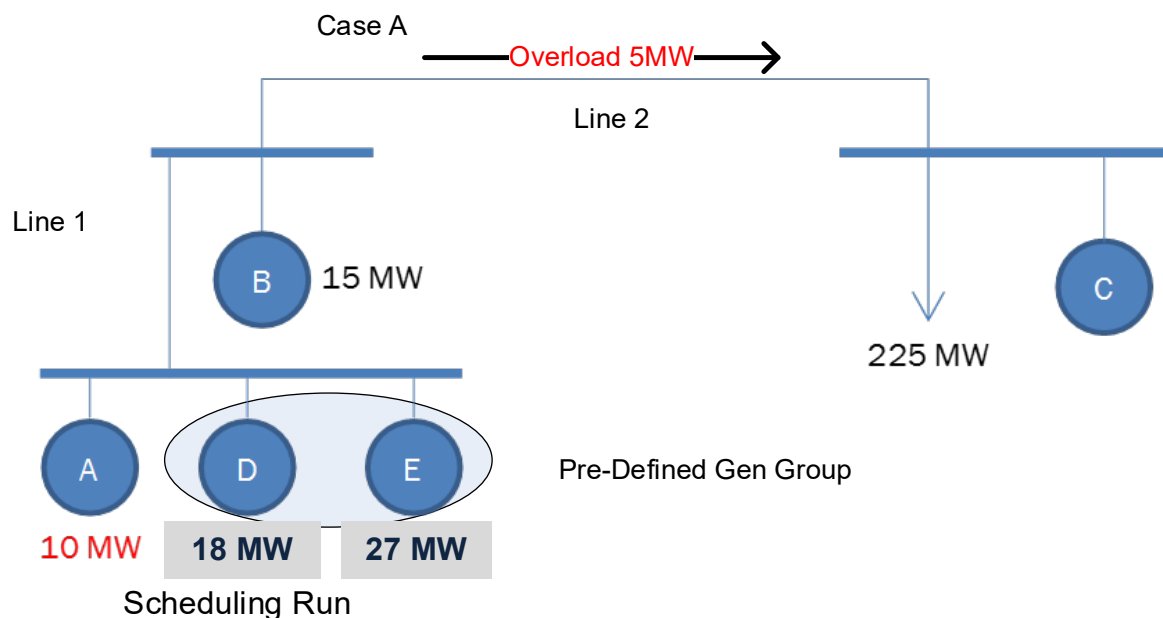 Case A
Overload 5MW
Line 2
Line 1
B
15 MW
C
225 MW
A
D
E
Pre-Defined Gen Group
10 MW
18 MW
27 MW
Scheduling Run